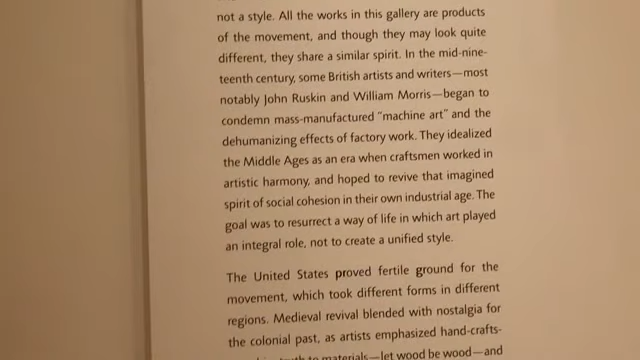 not a style. All the works in this gallery are products
of the movement, and though they may look quite
different, they share a similar spirit. In the mid-nine-
teenth century, some British artists and writers—most
notably John Ruskin and William Morris—began to
condemn mass-manufactured "machine art" and the
dehumanizing effects of factory work. They idealized
the Middle Ages as an era when craftsmen worked in
artistic harmony, and hoped to revive that imagined
spirit of social cohesion in their own industrial age. The
goal was to resurrect a way of life in which art played
an integral role, not to create a unified style.
The United States proved fertile ground for the
movement, which took different forms in different
regions. Medieval revival blended with nostalgia for
the colonial past, as artists emphasized hand-crafts-
truth to materials—let wood be wood—and